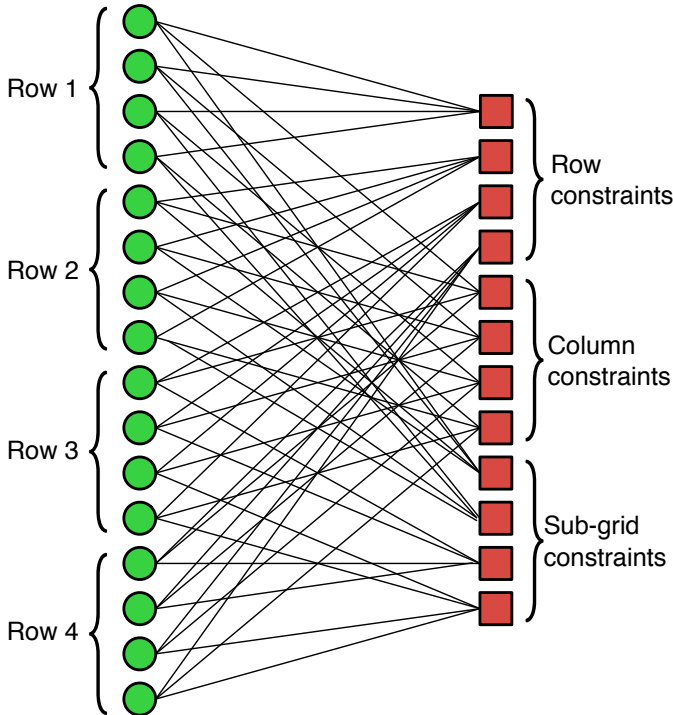 Row 1
Row 2
Row 3
Row 4
Row
constraints
Column
constraints
Sub-grid
constraints